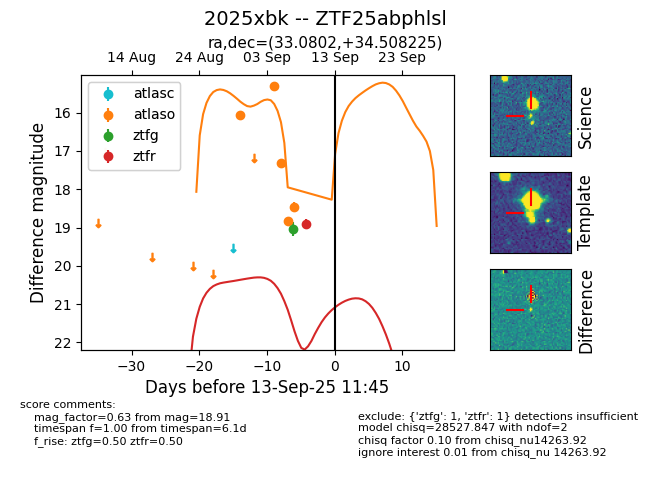 2025xbk -- ZTF25abphlsl
ra,dec=(33.0802,+34.508225)
14 Aug 24 Aug 03 Sep 13 Sep 23 Sep
atlasc
atlaso
ztfg
ztfr
16
17
18
19
20
21
22
Difference magnitude
−30 −20 −10 0 10
Days before 13-Sep-25 11:45
Science
Template
Difference
score comments:
mag_factor=0.63 from mag=18.91
timespan f=1.00 from timespan=6.1d
f_rise: ztfg=0.50 ztfr=0.50
exclude: {'ztfg': 1, 'ztfr': 1} detections insufficient
model chisq=28527.847 with ndof=2
chisq factor 0.10 from chisq_nu14263.92
ignore interest 0.01 from chisq_nu 14263.92